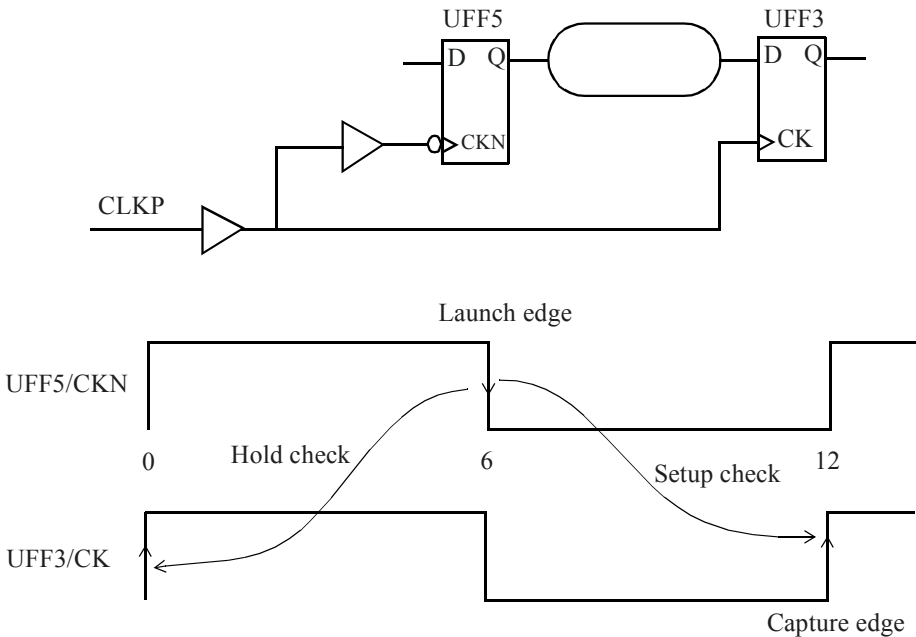 UFF5
UFF3
D Q
D Q
CKN
CK
CLKP
Launch edge
UFF5/CKN
0
Hold check
6
Setup check
12
UFF3/CK
Capture edge